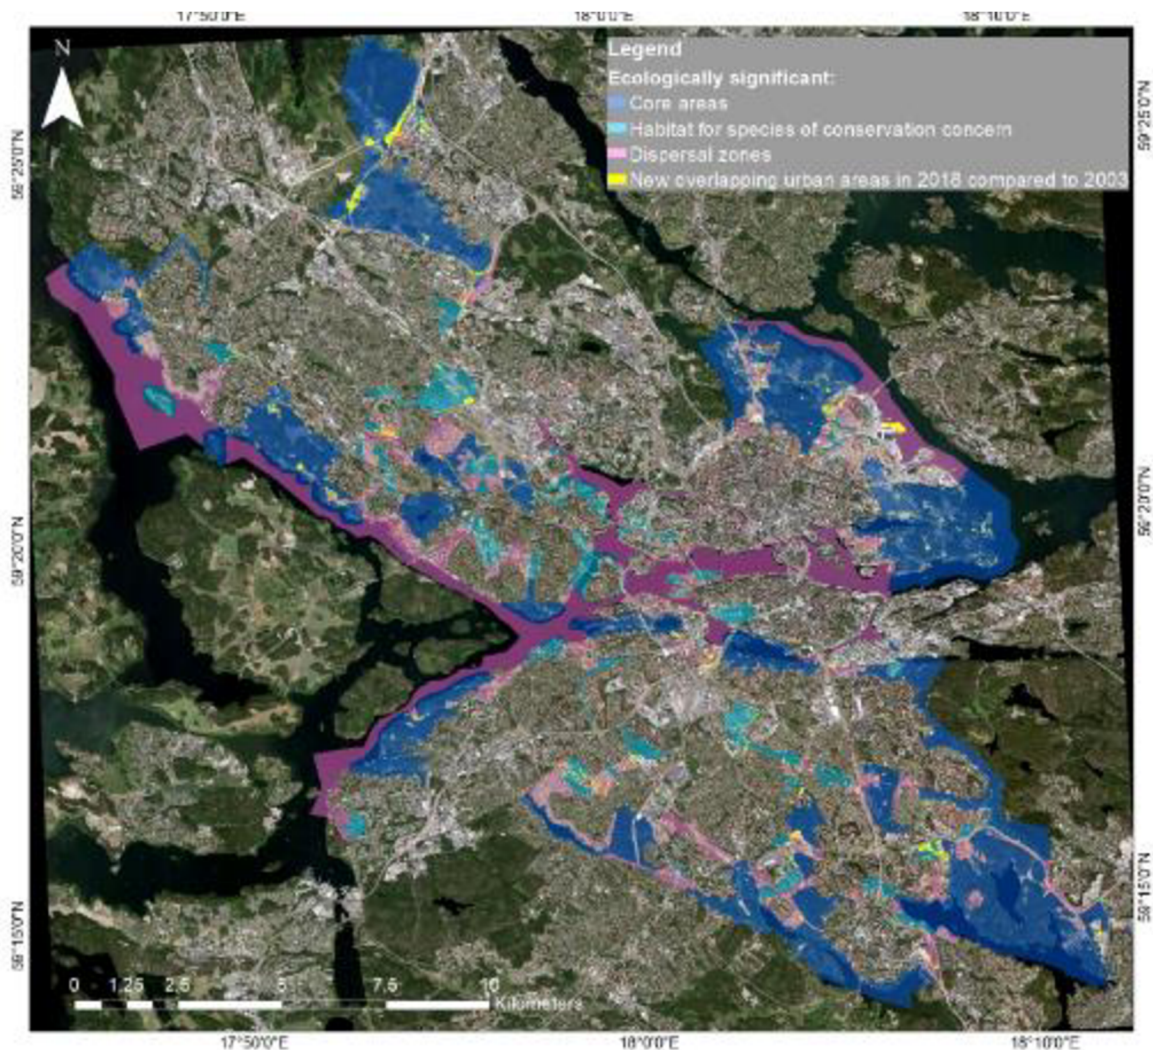 17°50'0"E 18°0'0"E 18°10'0"E
N
Legend
Ecologically significant:
Core areas
Habitat for species of conservation concern
Dispersal zones
New overlapping urban areas in 2018 compared to 2003
59°25'0"N
59°25'0"N
59°20'0"N
59°20'0"N
59°15'0"N
59°15'0"N
0 1.25 2.5 5 7.5 10
Kilometers
17°50'0"E 18°0'0"E 18°10'0"E